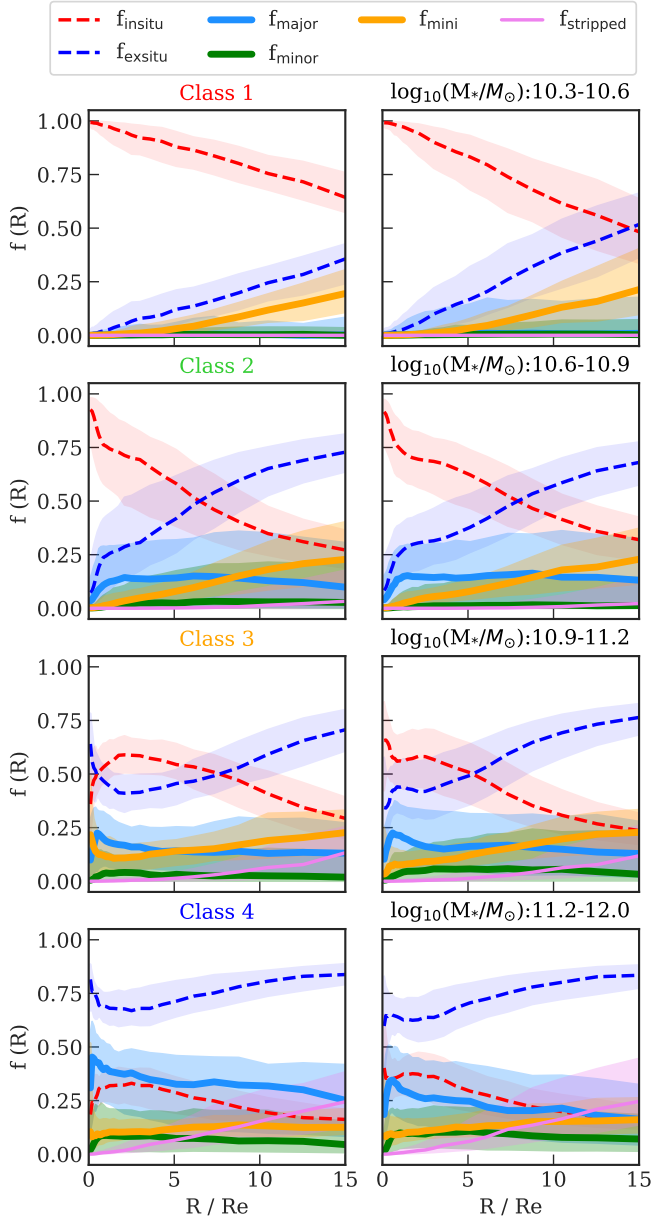 f_insitu f_major f_mini f_stripped
f_exsitu f_minor
Class 1 log₁₀(M*/M⊙):10.3-10.6
1.00
0.75
0.50
0.25
0.00
f (R)
Class 2 log₁₀(M*/M⊙):10.6-10.9
1.00
0.75
0.50
0.25
0.00
f (R)
Class 3 log₁₀(M*/M⊙):10.9-11.2
1.00
0.75
0.50
0.25
0.00
f (R)
Class 4 log₁₀(M*/M⊙):11.2-12.0
1.00
0.75
0.50
0.25
0.00
f (R)
0 5 10 15 0 5 10 15
R / Re R / Re